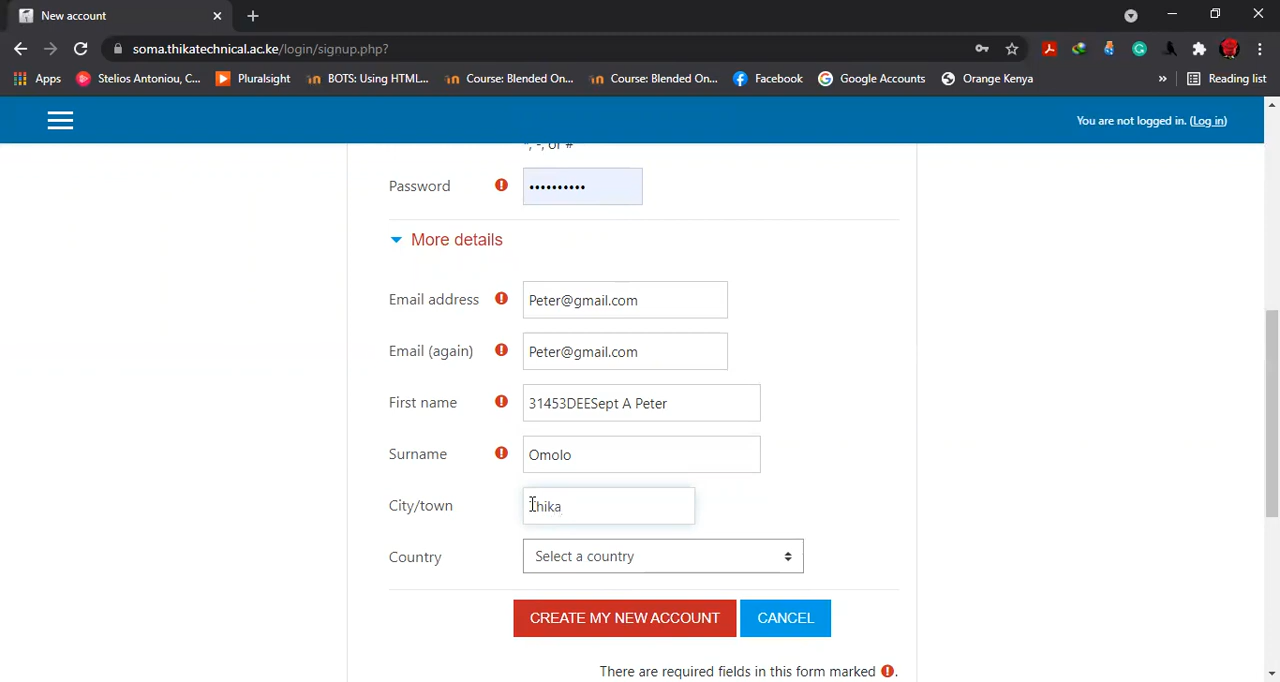 New account
soma.thikatechnical.ac.ke/login/signup.php?
Apps Stelios Antoniou, C... Pluralsight BOTS: Using HTML... Course: Blended On... Course: Blended On... Facebook Google Accounts Orange Kenya » Reading list
You are not logged in. (Log in)
*, -, or #
Password
More details
Email address Peter@gmail.com
Email (again) Peter@gmail.com
First name 31453DEESept A Peter
Surname Omolo
City/town Thika
Country Select a country
CREATE MY NEW ACCOUNT CANCEL
There are required fields in this form marked .